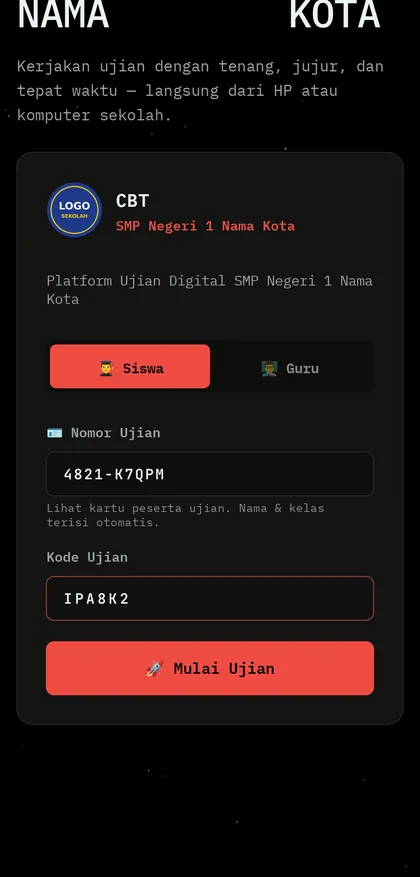 NAMA KOTA
Kerjakan ujian dengan tenang, jujur, dan
tepat waktu — langsung dari HP atau
komputer sekolah.
LOGO
SEKOLAH
CBT
SMP Negeri 1 Nama Kota
Platform Ujian Digital SMP Negeri 1 Nama
Kota
Siswa
Guru
Nomor Ujian
4821-K7QPM
Lihat kartu peserta ujian. Nama & kelas
terisi otomatis.
Kode Ujian
IPA8K2
Mulai Ujian